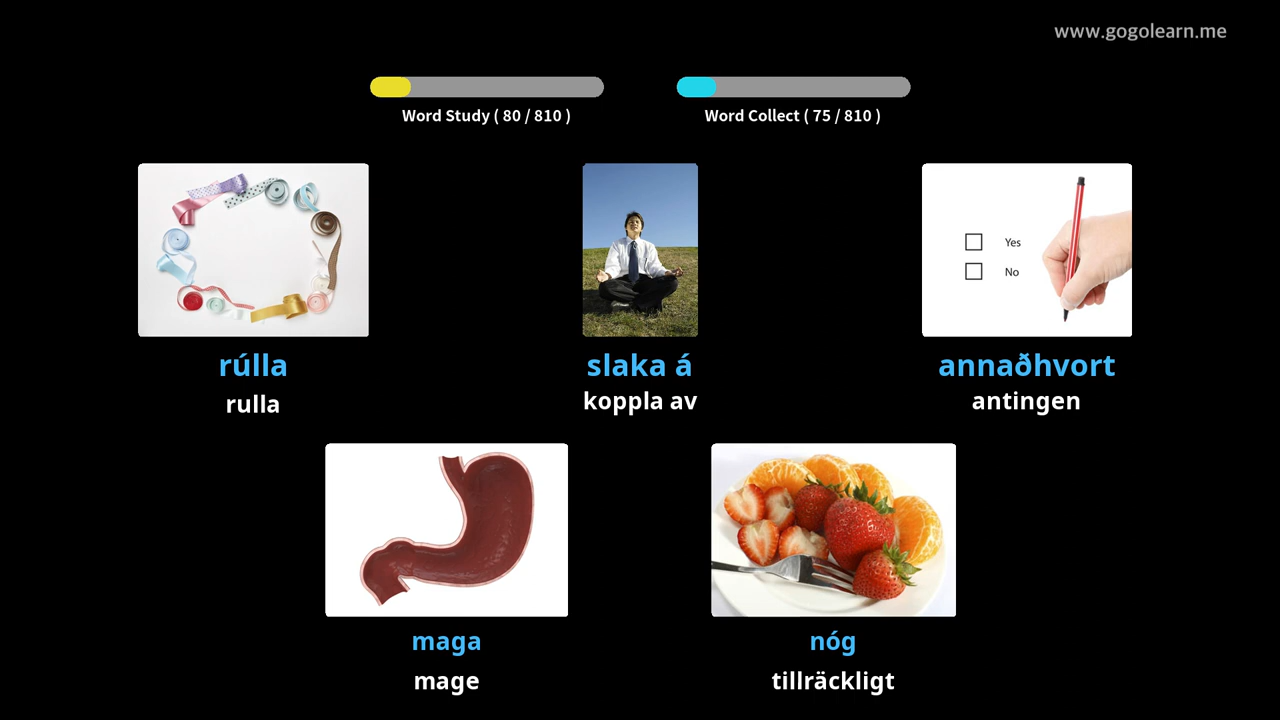 www.gogolearn.me
Word Study ( 80 / 810 )
Word Collect ( 75 / 810 )
Yes
No
rúlla
rulla
slaka á
koppla av
annaðhvort
antingen
maga
mage
nóg
tillräckligt